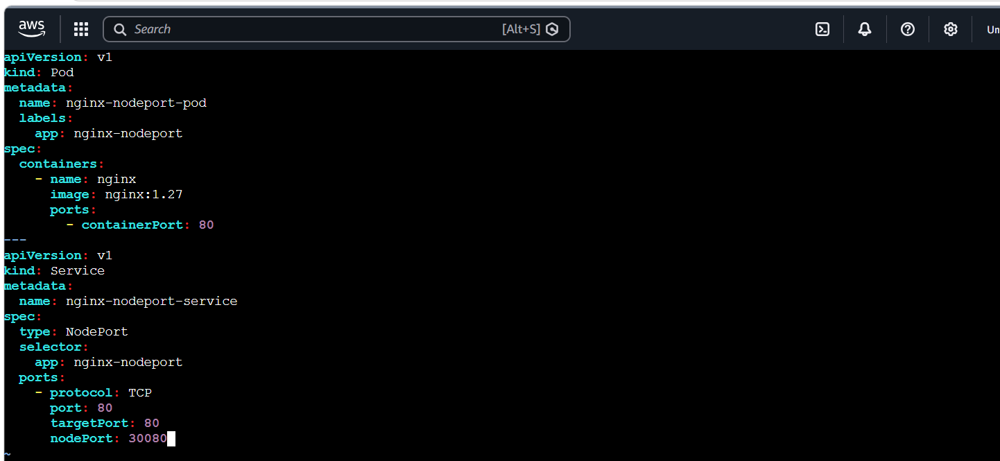 aws
Search
[Alt+S]
Un
apiVersion: v1
kind: Pod
metadata:
  name: nginx-nodeport-pod
  labels:
    app: nginx-nodeport
spec:
  containers:
    - name: nginx
      image: nginx:1.27
      ports:
        - containerPort: 80
---
apiVersion: v1
kind: Service
metadata:
  name: nginx-nodeport-service
spec:
  type: NodePort
  selector:
    app: nginx-nodeport
  ports:
    - protocol: TCP
      port: 80
      targetPort: 80
      nodePort: 30080
~